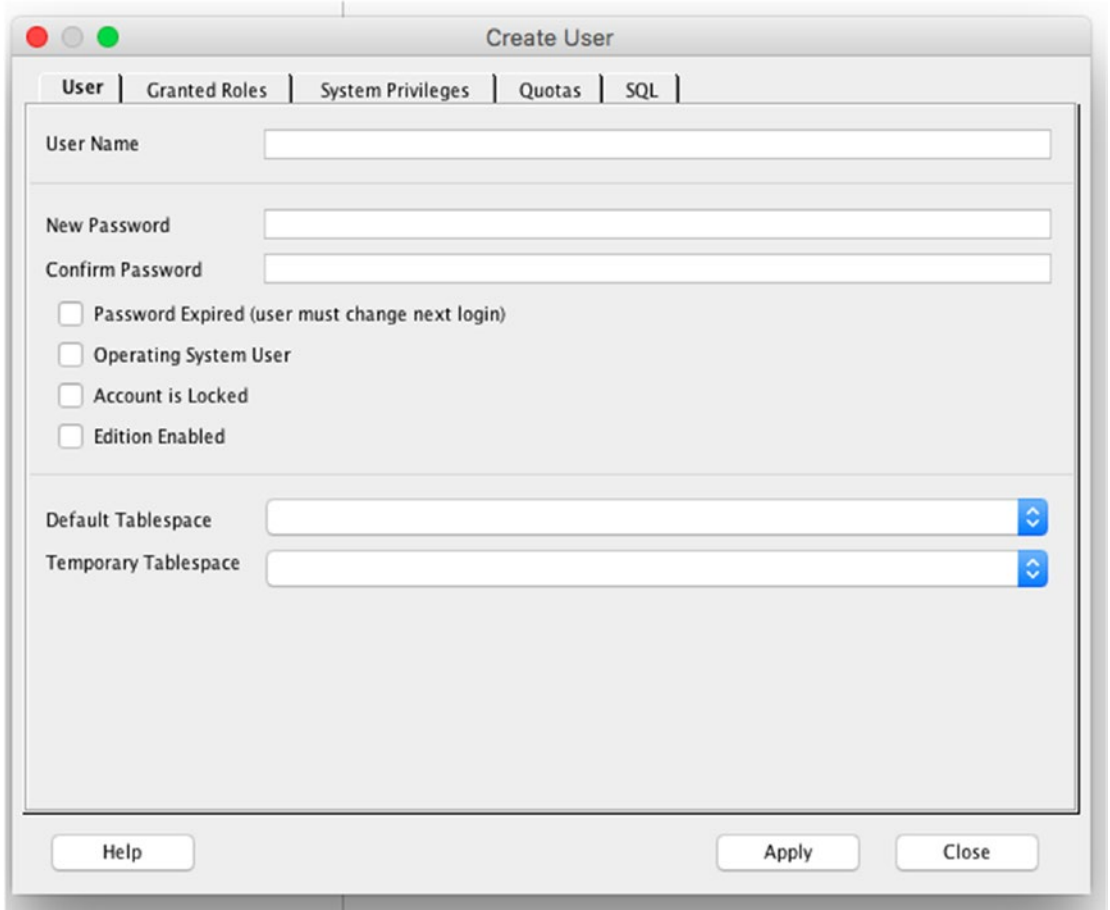 Create User
User Granted Roles System Privileges Quotas SQL
User Name
New Password
Confirm Password
Password Expired (user must change next login)
Operating System User
Account is Locked
Edition Enabled
Default Tablespace
Temporary Tablespace
Help Apply Close